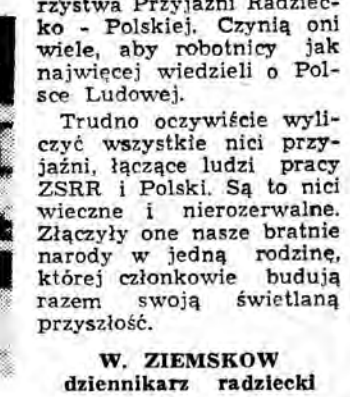 rzystwa Przyjaźni Radziec-
ko - Polskiej. Czynią oni
wiele, aby robotnicy jak
najwięcej wiedzieli o Pol-
sce Ludowej.
Trudno oczywiście wyli-
czyć wszystkie nici przy-
jaźni, łączące ludzi pracy
ZSRR i Polski. Są to nici
wieczne i nierozerwalne.
Złączyły one nasze bratnie
narody w jedną rodzinę,
której członkowie budują
razem swoją świetlaną
przyszłość.
W. ZIEMSKOW
dziennikarz radziecki